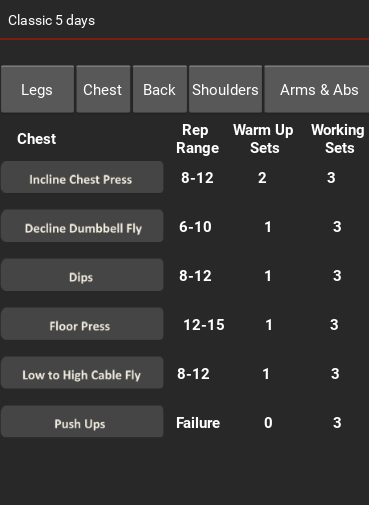 Classic 5 days
Legs Chest Back Shoulders Arms & Abs
Chest Rep Range Warm Up Sets Working Sets
Incline Chest Press 8-12 2 3
Decline Dumbbell Fly 6-10 1 3
Dips 8-12 1 3
Floor Press 12-15 1 3
Low to High Cable Fly 8-12 1 3
Push Ups Failure 0 3